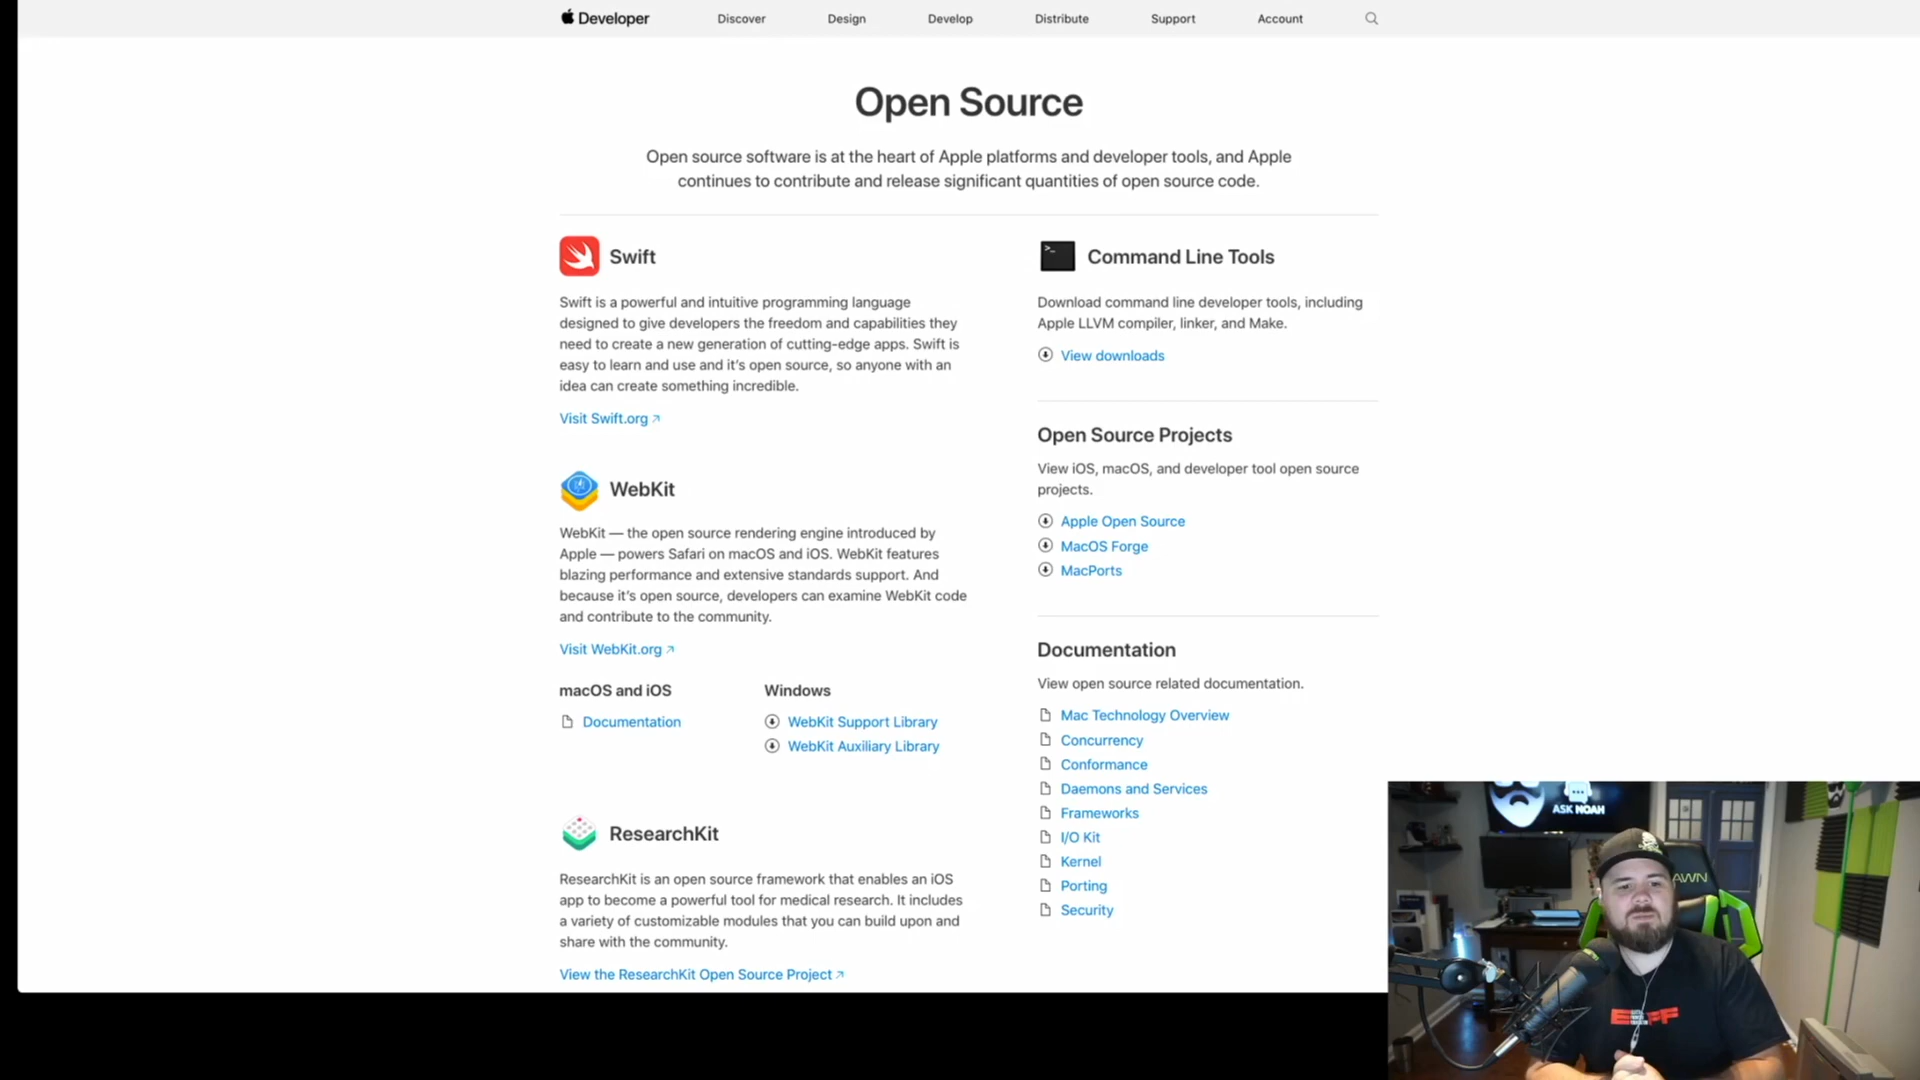 Developer
Discover
Design
Develop
Distribute
Support
Account
Open Source
Open source software is at the heart of Apple platforms and developer tools, and Apple
continues to contribute and release significant quantities of open source code.
Swift
Swift is a powerful and intuitive programming language
designed to give developers the freedom and capabilities they
need to create a new generation of cutting-edge apps. Swift is
easy to learn and use and it's open source, so anyone with an
idea can create something incredible.
Visit Swift.org
WebKit
WebKit — the open source rendering engine introduced by
Apple — powers Safari on macOS and iOS. WebKit features
blazing performance and extensive standards support. And
because it's open source, developers can examine WebKit code
and contribute to the community.
Visit WebKit.org
macOS and iOS
Documentation
Windows
WebKit Support Library
WebKit Auxiliary Library
ResearchKit
ResearchKit is an open source framework that enables an iOS
app to become a powerful tool for medical research. It includes
a variety of customizable modules that you can build upon and
share with the community.
View the ResearchKit Open Source Project
Command Line Tools
Download command line developer tools, including
Apple LLVM compiler, linker, and Make.
View downloads
Open Source Projects
View iOS, macOS, and developer tool open source
projects.
Apple Open Source
MacOS Forge
MacPorts
Documentation
View open source related documentation.
Mac Technology Overview
Concurrency
Conformance
Daemons and Services
Frameworks
I/O Kit
Kernel
Porting
Security
ASK NOAH
AWN